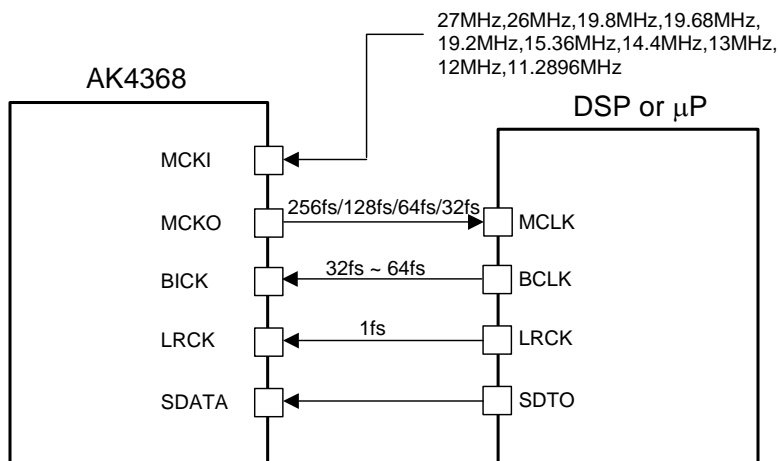 27MHz,26MHz,19.8MHz,19.68MHz,
19.2MHz,15.36MHz,14.4MHz,13MHz,
12MHz,11.2896MHz
AK4368
DSP or μP
MCKI
MCKO
256fs/128fs/64fs/32fs
MCLK
BICK
32fs ~ 64fs
BCLK
LRCK
1fs
LRCK
SDATA
SDTO